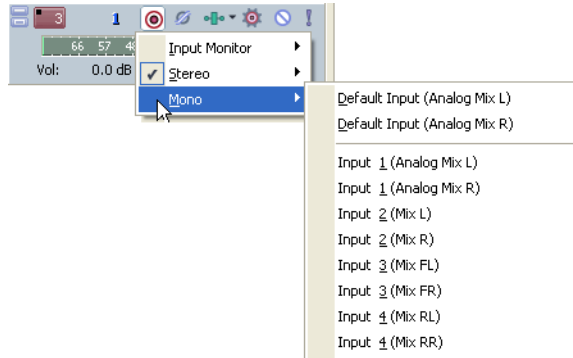 3 1 !
66 57 48
Vol: 0.0 dB
Input Monitor
Stereo
Mono
Default Input (Analog Mix L)
Default Input (Analog Mix R)
Input 1 (Analog Mix L)
Input 1 (Analog Mix R)
Input 2 (Mix L)
Input 2 (Mix R)
Input 3 (Mix FL)
Input 3 (Mix FR)
Input 4 (Mix RL)
Input 4 (Mix RR)